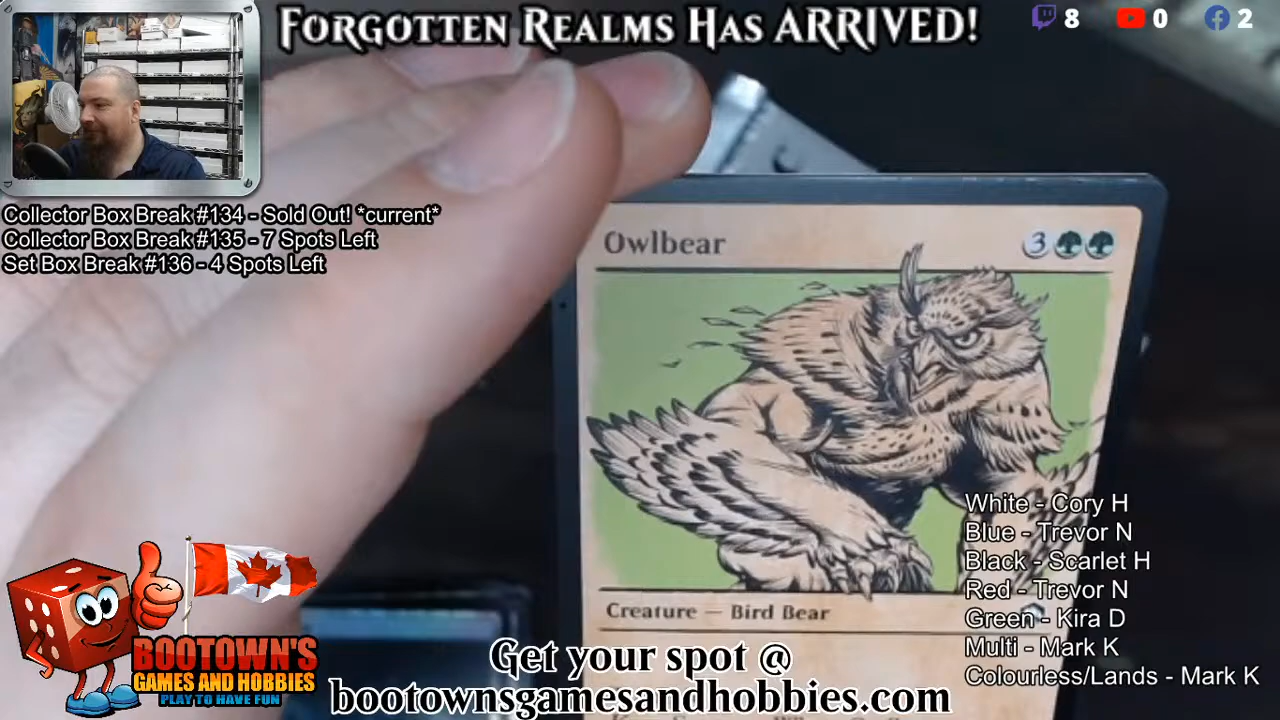 FORGOTTEN REALMS HAS ARRIVED!
8
0
2
Collector Box Break #134 - Sold Out! *current*
Collector Box Break #135 - 7 Spots Left
Set Box Break #136 - 4 Spots Left
Owlbear
3
Creature — Bird Bear
White - Cory H
Blue - Trevor N
Black - Scarlet H
Red - Trevor N
Green - Kira D
Multi - Mark K
Colourless/Lands - Mark K
BOOTOWN'S
GAMES AND HOBBIES
PLAY TO HAVE FUN
Get your spot @
bootownsgamesandhobbies.com